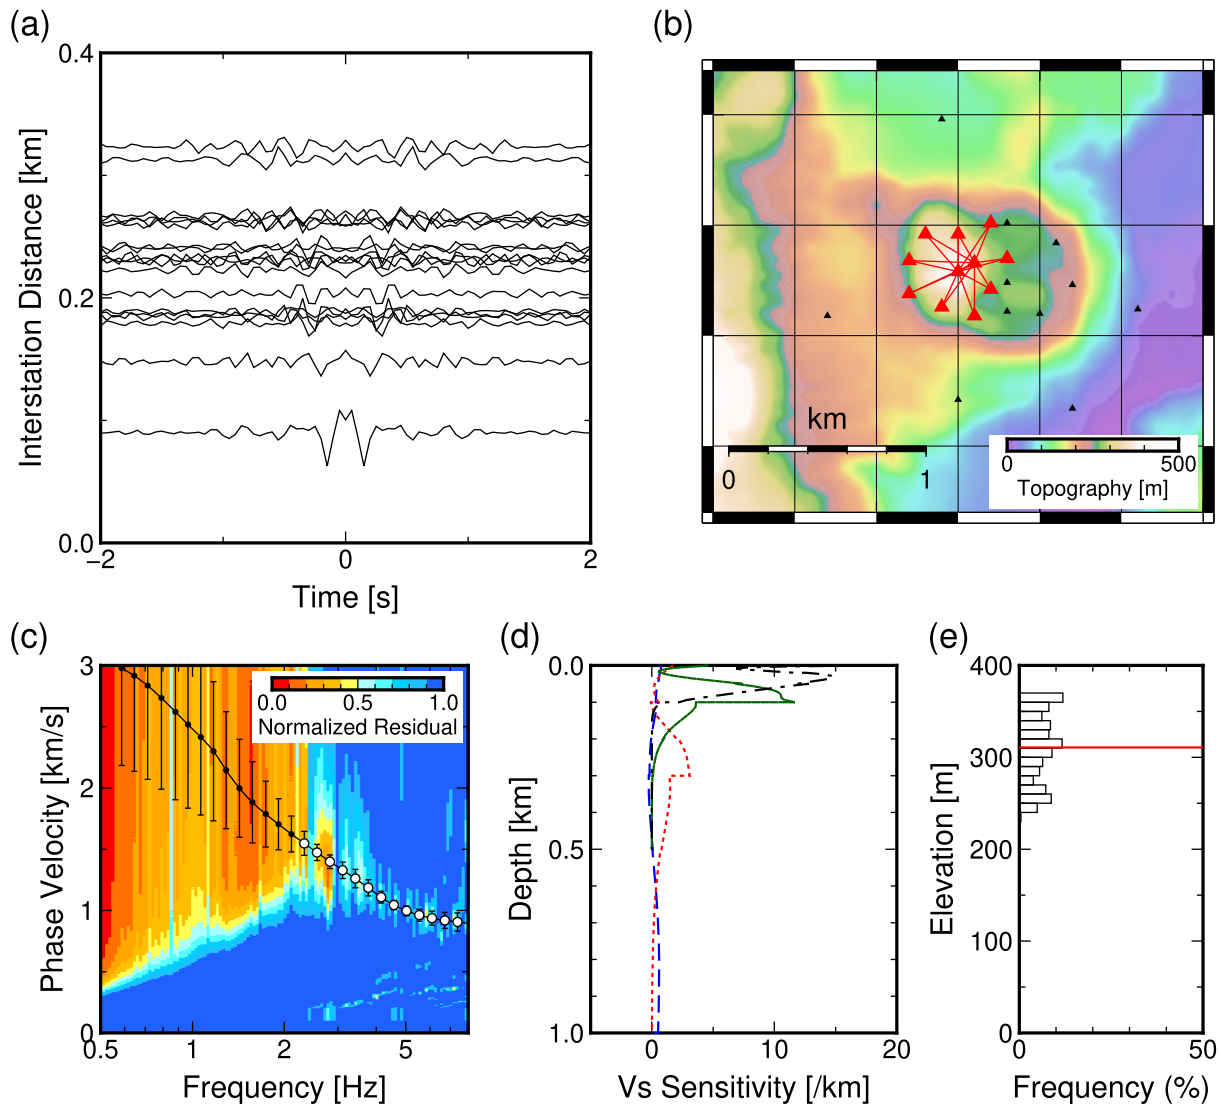 (a)
0.4
0.2
0.0
Interstation Distance [km]
−2
0
2
Time [s]
(b)
km
0
1
0
500
Topography [m]
(c)
3
2
1
0
Phase Velocity [km/s]
0.0
0.5
1.0
Normalized Residual
0.5
1
2
5
Frequency [Hz]
(d)
0.0
0.5
1.0
Depth [km]
0
10
20
Vs Sensitivity [/km]
(e)
400
300
200
100
0
Elevation [m]
0
50
Frequency (%)